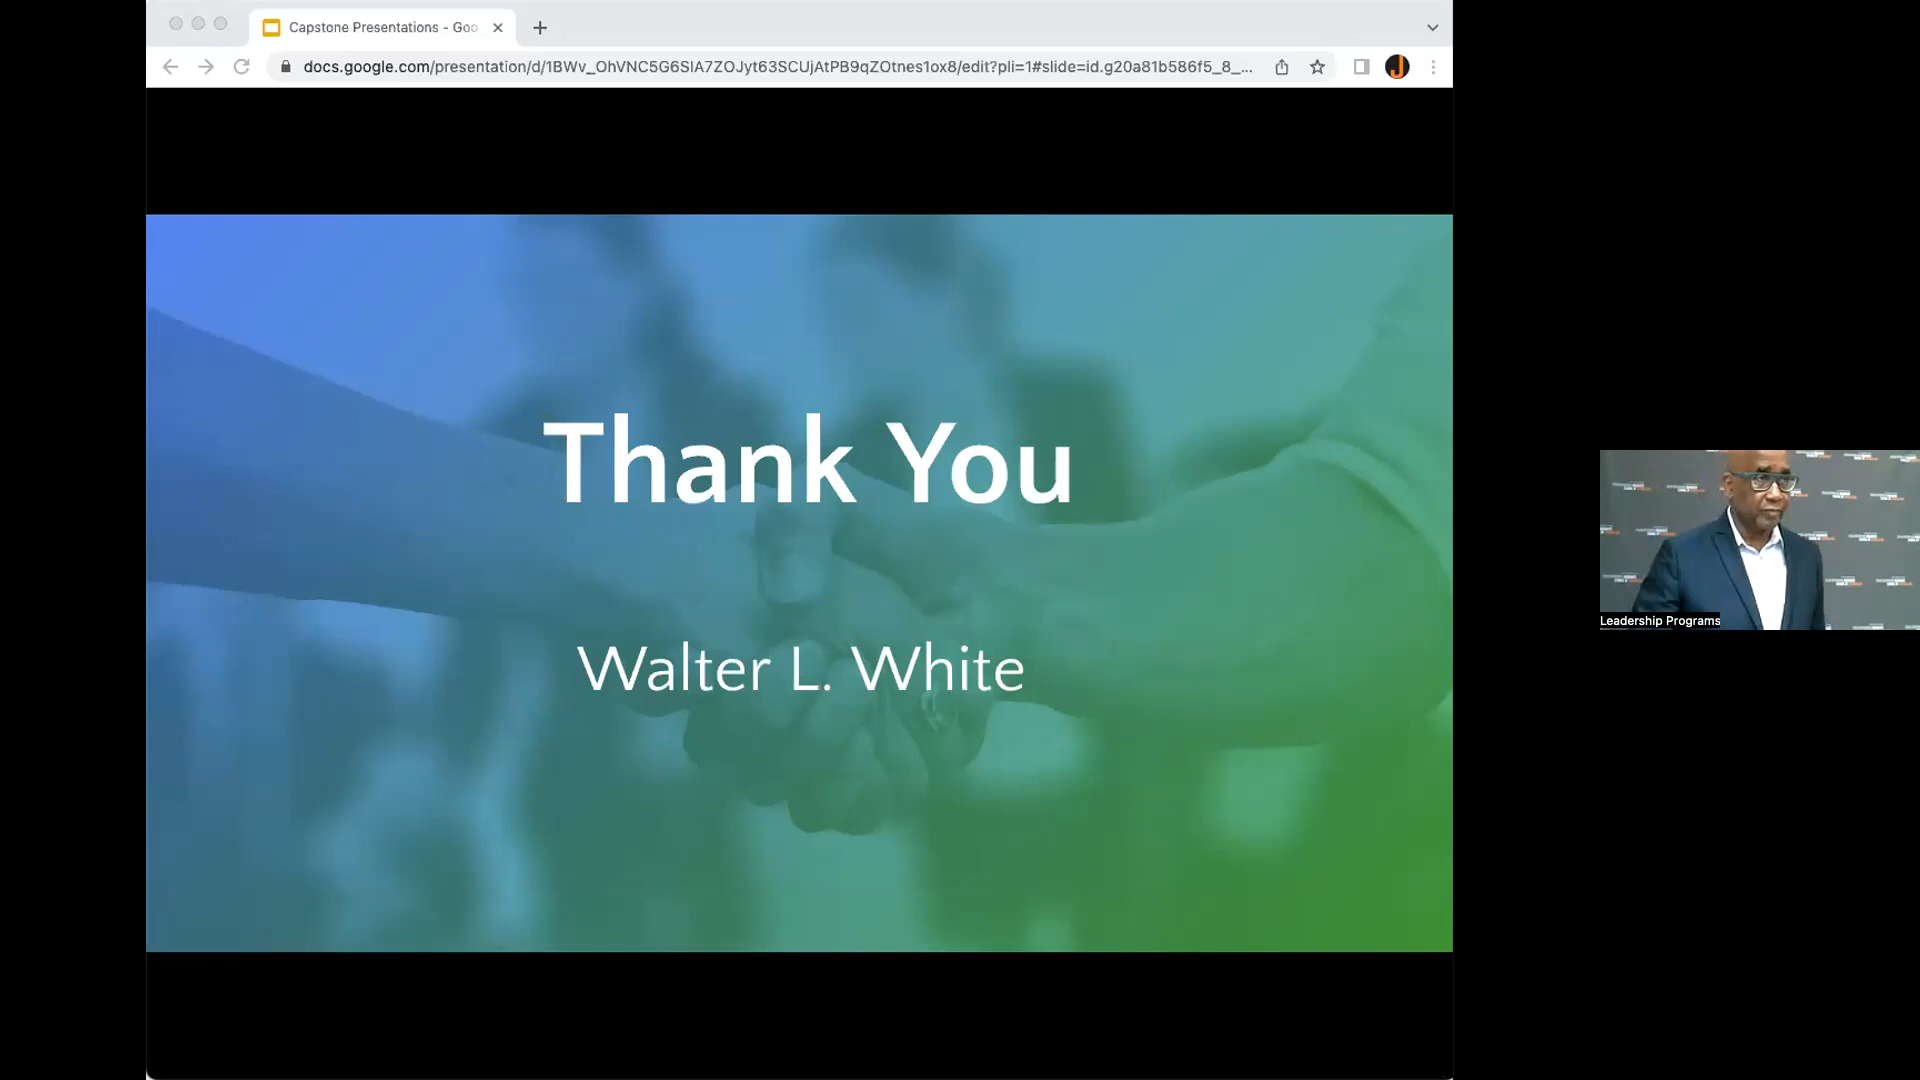 Capstone Presentations - Goo
docs.google.com/presentation/d/1BWv_OhVNC5G6SlA7ZOJyt63SCUjAtPB9qZOtnes1ox8/edit?pli=1#slide=id.g20a81b586f5_8_...
Thank You
Walter L. White
Leadership Programs